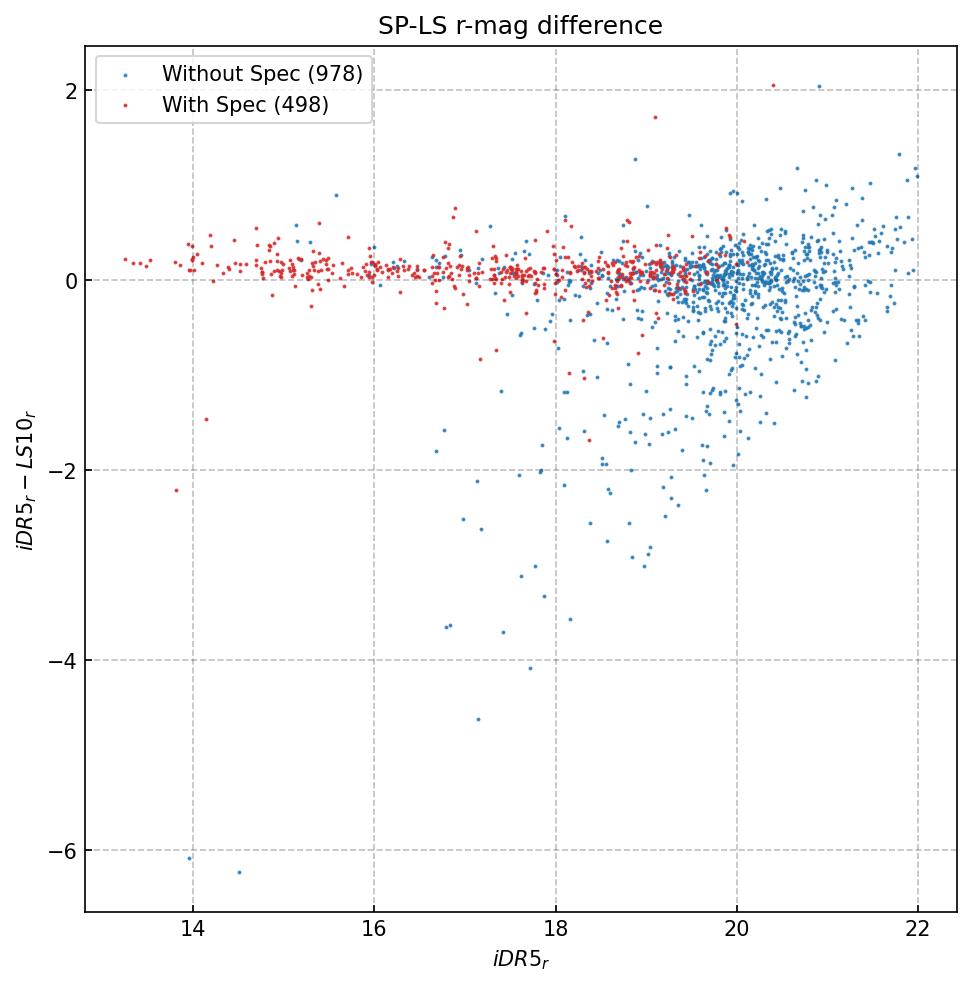 SP-LS r-mag difference
Without Spec (978)
With Spec (498)
2
0
−2
−4
−6
iDR5r − LS10r
14 16 18 20 22
iDR5r